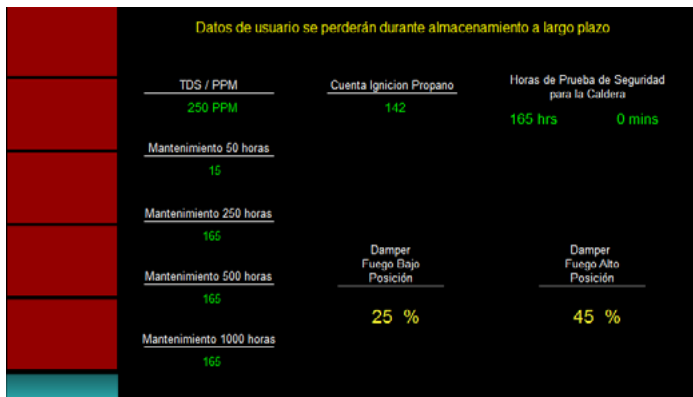 Datos de usuario se perderán durante almacenamiento a largo plazo
TDS / PPM
250 PPM
Cuenta Ignicion Propano
142
Horas de Prueba de Seguridad
para la Caldera
165 hrs 0 mins
Mantenimiento 50 horas
15
Mantenimiento 250 horas
165
Mantenimiento 500 horas
165
Mantenimiento 1000 horas
165
Damper
Fuego Bajo
Posición
25 %
Damper
Fuego Alto
Posición
45 %